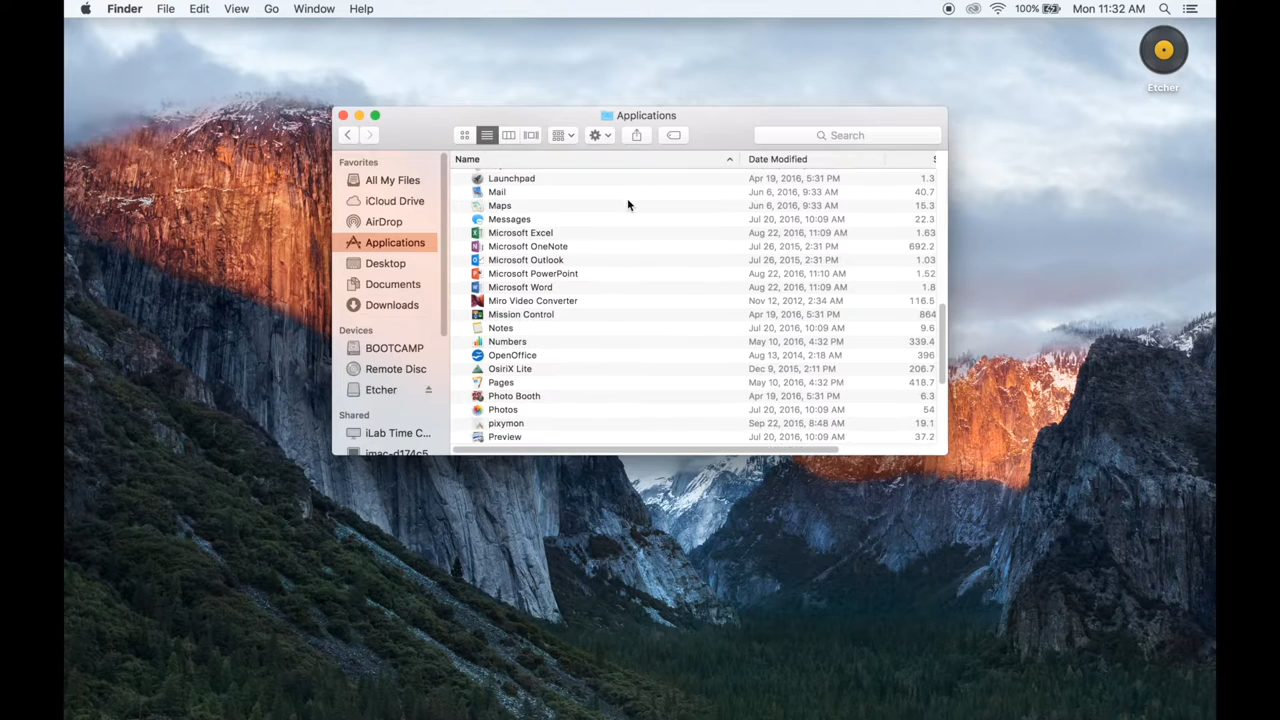 Finder File Edit View Go Window Help 100% Mon 11:32 AM
Etcher
Applications
Search
Favorites
All My Files
iCloud Drive
AirDrop
Applications
Desktop
Documents
Downloads
Devices
BOOTCAMP
Remote Disc
Etcher
Shared
iLab Time C...
imac-d174c5
Name Date Modified S
Launchpad Apr 19, 2016, 5:31 PM 1.3
Mail Jun 6, 2016, 9:33 AM 40.7
Maps Jun 6, 2016, 9:33 AM 15.3
Messages Jul 20, 2016, 10:09 AM 22.3
Microsoft Excel Aug 22, 2016, 11:09 AM 1.63
Microsoft OneNote Jul 26, 2015, 2:31 PM 692.2
Microsoft Outlook Jul 26, 2015, 2:31 PM 1.03
Microsoft PowerPoint Aug 22, 2016, 11:10 AM 1.52
Microsoft Word Aug 22, 2016, 11:09 AM 1.8
Miro Video Converter Nov 12, 2012, 2:34 AM 116.5
Mission Control Apr 19, 2016, 5:31 PM 864
Notes Jul 20, 2016, 10:09 AM 9.6
Numbers May 10, 2016, 4:32 PM 339.4
OpenOffice Aug 13, 2014, 2:18 AM 396
OsiriX Lite Dec 9, 2015, 2:11 PM 206.7
Pages May 10, 2016, 4:32 PM 418.7
Photo Booth Apr 19, 2016, 5:31 PM 6.3
Photos Jul 20, 2016, 10:09 AM 54
pixymon Sep 22, 2015, 8:48 AM 19.1
Preview Jul 20, 2016, 10:09 AM 37.2